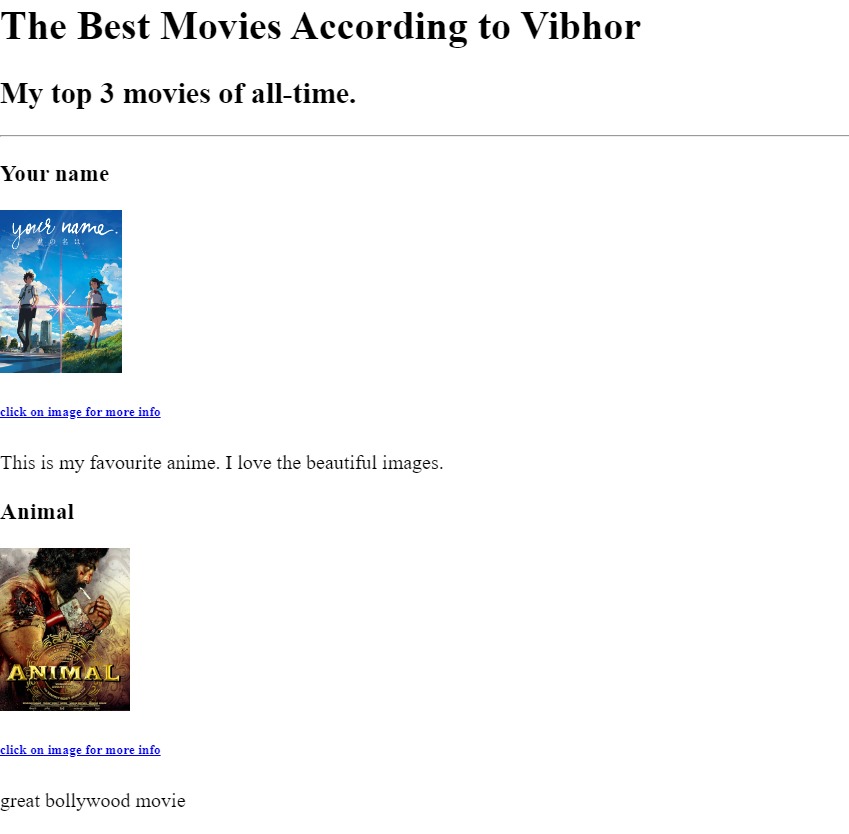 The Best Movies According to Vibhor
My top 3 movies of all-time.
Your name
your name.
君の名は.
click on image for more info
This is my favourite anime. I love the beautiful images.
Animal
ANIMAL
click on image for more info
great bollywood movie